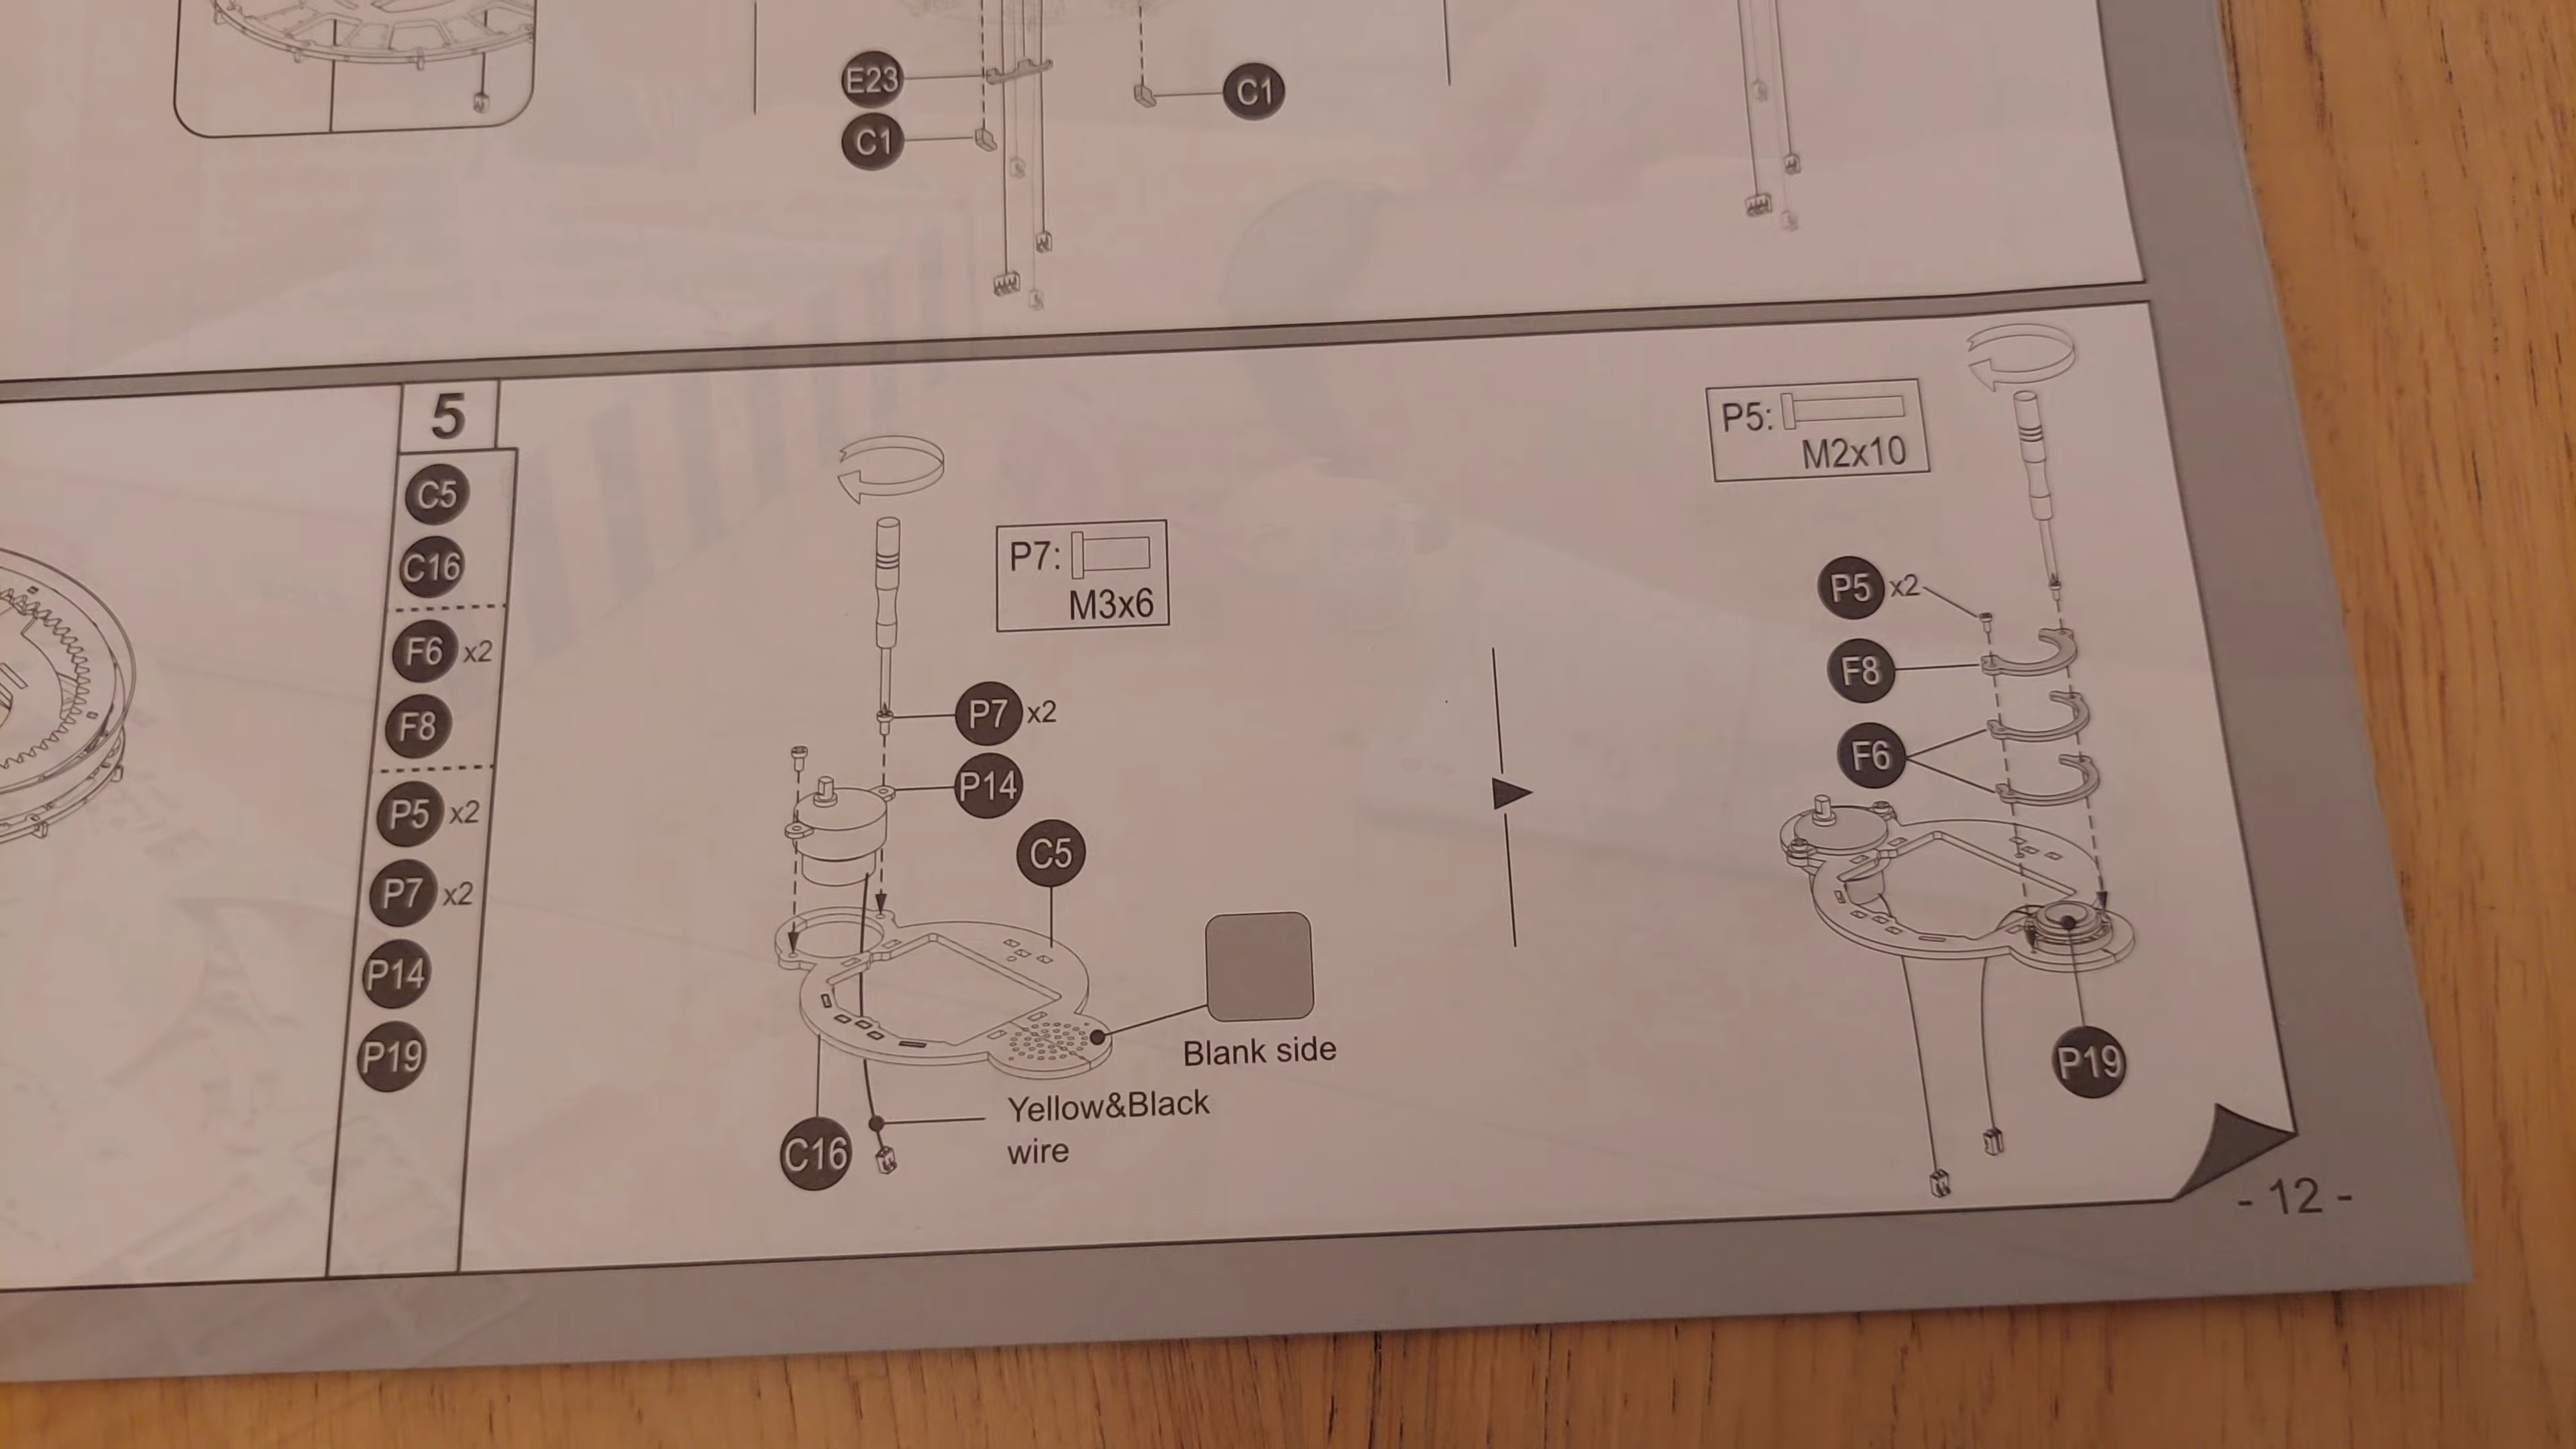 E23
C1
C1
5
C5
C16
F6 x2
F8
P5 x2
P7 x2
P14
P19
P7:
M3x6
P7 x2
P14
C5
Blank side
Yellow&Black
wire
C16
P5:
M2x10
P5 x2
F8
F6
P19
- 12 -